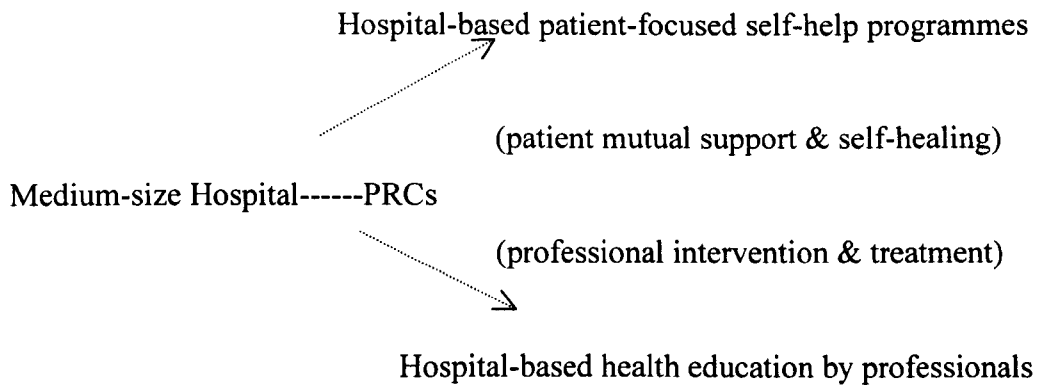 Hospital-based patient-focused self-help programmes
(patient mutual support & self-healing)
Medium-size Hospital------PRCs
(professional intervention & treatment)
Hospital-based health education by professionals